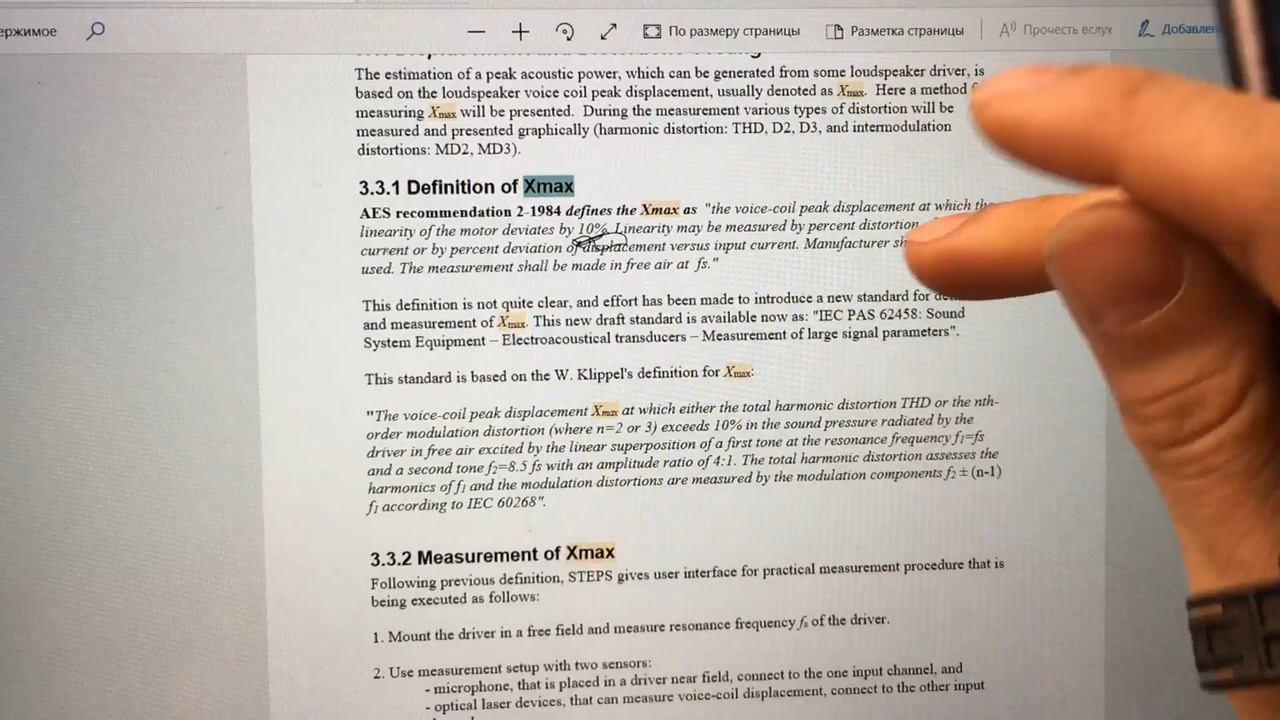 ержимое
По размеру страницы
Разметка страницы
Прочесть вслух
Добавлен
The estimation of a peak acoustic power, which can be generated from some loudspeaker driver, is
based on the loudspeaker voice coil peak displacement, usually denoted as Xmax. Here a method
measuring Xmax will be presented. During the measurement various types of distortion will be
measured and presented graphically (harmonic distortion: THD, D2, D3, and intermodulation
distortions: MD2, MD3).
3.3.1 Definition of Xmax
AES recommendation 2-1984 defines the Xmax as "the voice-coil peak displacement at which the
linearity of the motor deviates by 10%. Linearity may be measured by percent distortion
current or by percent deviation of displacement versus input current. Manufacturer sh
used. The measurement shall be made in free air at fs."
This definition is not quite clear, and effort has been made to introduce a new standard for
and measurement of Xmax. This new draft standard is available now as: "IEC PAS 62458: Sound
System Equipment – Electroacoustical transducers – Measurement of large signal parameters".
This standard is based on the W. Klippel's definition for Xmax:
"The voice-coil peak displacement Xmax at which either the total harmonic distortion THD or the nth-
order modulation distortion (where n=2 or 3) exceeds 10% in the sound pressure radiated by the
driver in free air excited by the linear superposition of a first tone at the resonance frequency f1=fs
and a second tone f2=8.5 fs with an amplitude ratio of 4:1. The total harmonic distortion assesses the
harmonics of f1 and the modulation distortions are measured by the modulation components f2 ± (n-1)
f1 according to IEC 60268".
3.3.2 Measurement of Xmax
Following previous definition, STEPS gives user interface for practical measurement procedure that is
being executed as follows:
1. Mount the driver in a free field and measure resonance frequency fs of the driver.
2. Use measurement setup with two sensors:
- microphone, that is placed in a driver near field, connect to the one input channel, and
- optical laser devices, that can measure voice-coil displacement, connect to the other input